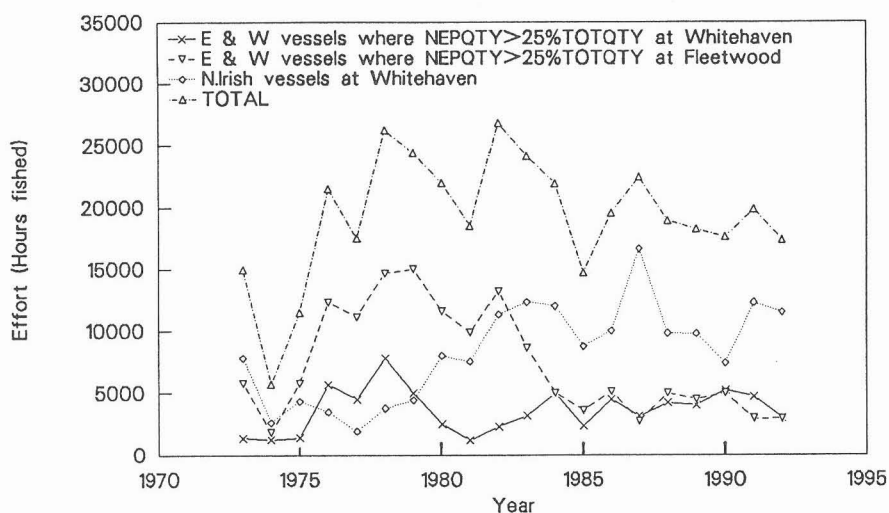 E & W vessels where NEPQTY>25%TOTQTY at Whitehaven
E & W vessels where NEPQTY>25%TOTQTY at Fleetwood
N.Irish vessels at Whitehaven
TOTAL
35000
30000
25000
20000
15000
10000
5000
0
Effort (Hours fished)
1970
1975
1980
1985
1990
1995
Year